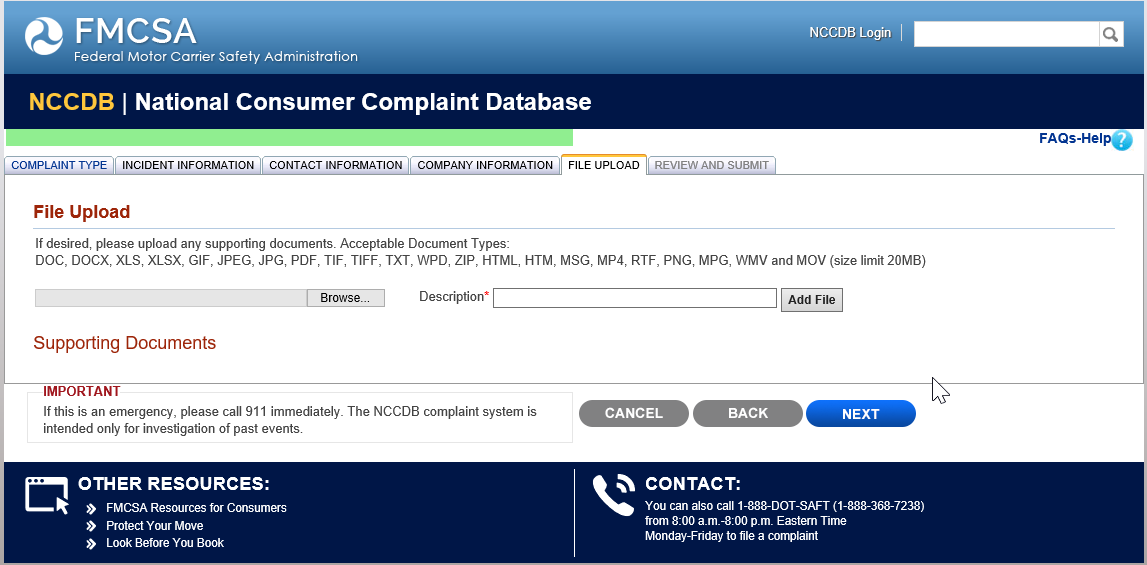 FMCSA
Federal Motor Carrier Safety Administration
NCCDB Login
NCCDB | National Consumer Complaint Database
FAQs-Help ?
COMPLAINT TYPE INCIDENT INFORMATION CONTACT INFORMATION COMPANY INFORMATION FILE UPLOAD REVIEW AND SUBMIT
File Upload
If desired, please upload any supporting documents. Acceptable Document Types:
DOC, DOCX, XLS, XLSX, GIF, JPEG, JPG, PDF, TIF, TIFF, TXT, WPD, ZIP, HTML, HTM, MSG, MP4, RTF, PNG, MPG, WMV and MOV (size limit 20MB)
Browse... Description* Add File
Supporting Documents
IMPORTANT
If this is an emergency, please call 911 immediately. The NCCDB complaint system is
intended only for investigation of past events.
CANCEL BACK NEXT
OTHER RESOURCES:
FMCSA Resources for Consumers
Protect Your Move
Look Before You Book
CONTACT:
You can also call 1-888-DOT-SAFT (1-888-368-7238)
from 8:00 a.m.-8:00 p.m. Eastern Time
Monday-Friday to file a complaint